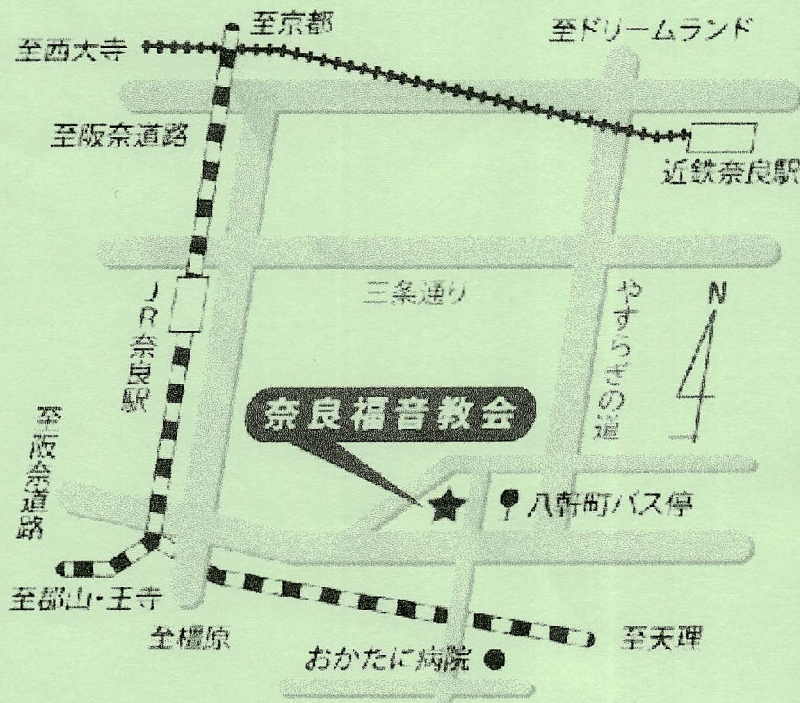 至京都
至ドリームランド
至西大寺
至阪奈道路
近鉄奈良駅
三条通り
やすらぎの道
N
JR奈良駅
奈良福音教会
至阪奈道路
八軒町バス停
至郡山・王寺
至橿原
至天理
おかたに病院